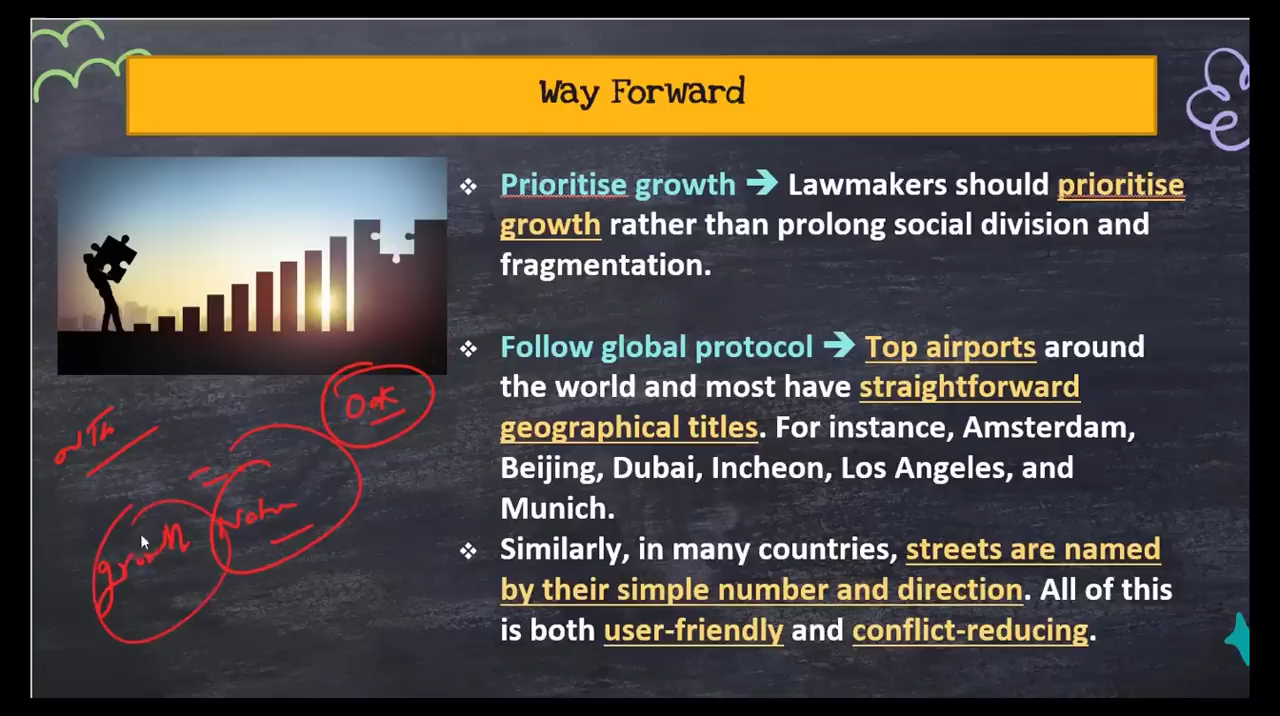 Way Forward
❖ Prioritise growth ➔ Lawmakers should prioritise
growth rather than prolong social division and
fragmentation.
❖ Follow global protocol ➔ Top airports around
the world and most have straightforward
geographical titles. For instance, Amsterdam,
Beijing, Dubai, Incheon, Los Angeles, and
Munich.
❖ Similarly, in many countries, streets are named
by their simple number and direction. All of this
is both user-friendly and conflict-reducing.
growth